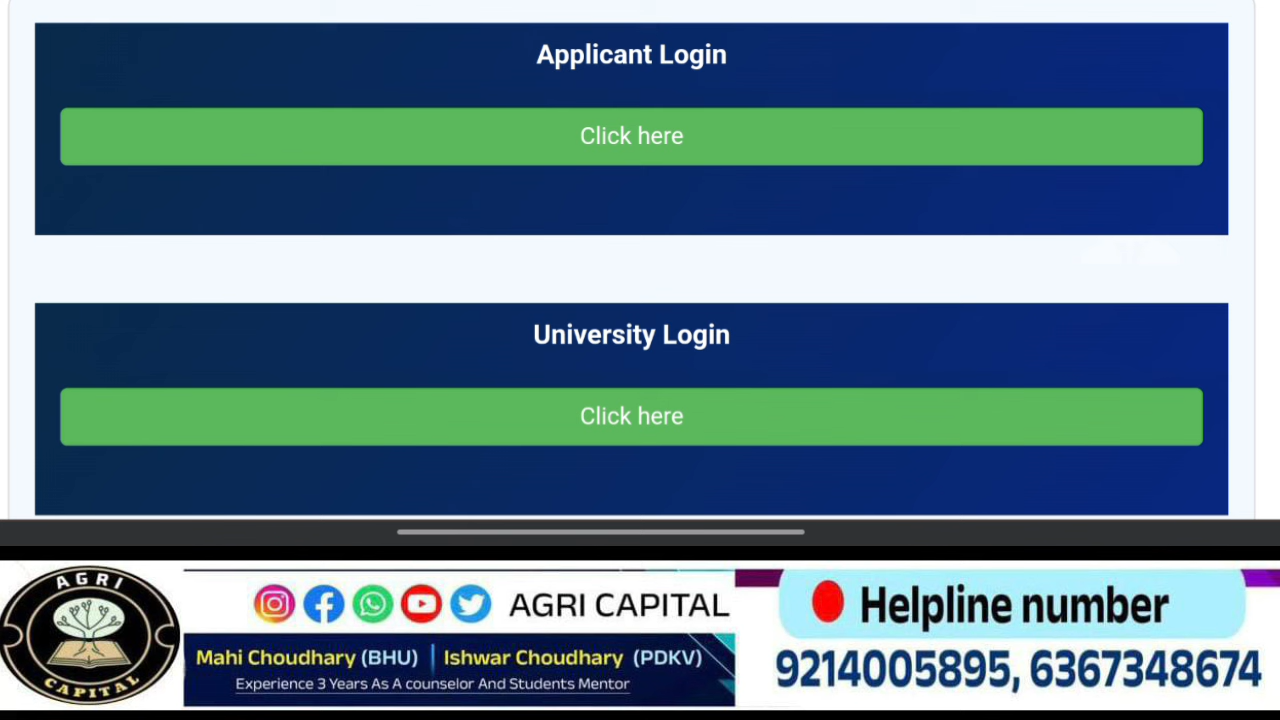 Applicant Login
Click here
University Login
Click here
AGRI
CAPITAL
AGRI CAPITAL
Mahi Choudhary (BHU) | Ishwar Choudhary (PDKV)
Experience 3 Years As A counselor And Students Mentor
Helpline number
9214005895, 6367348674